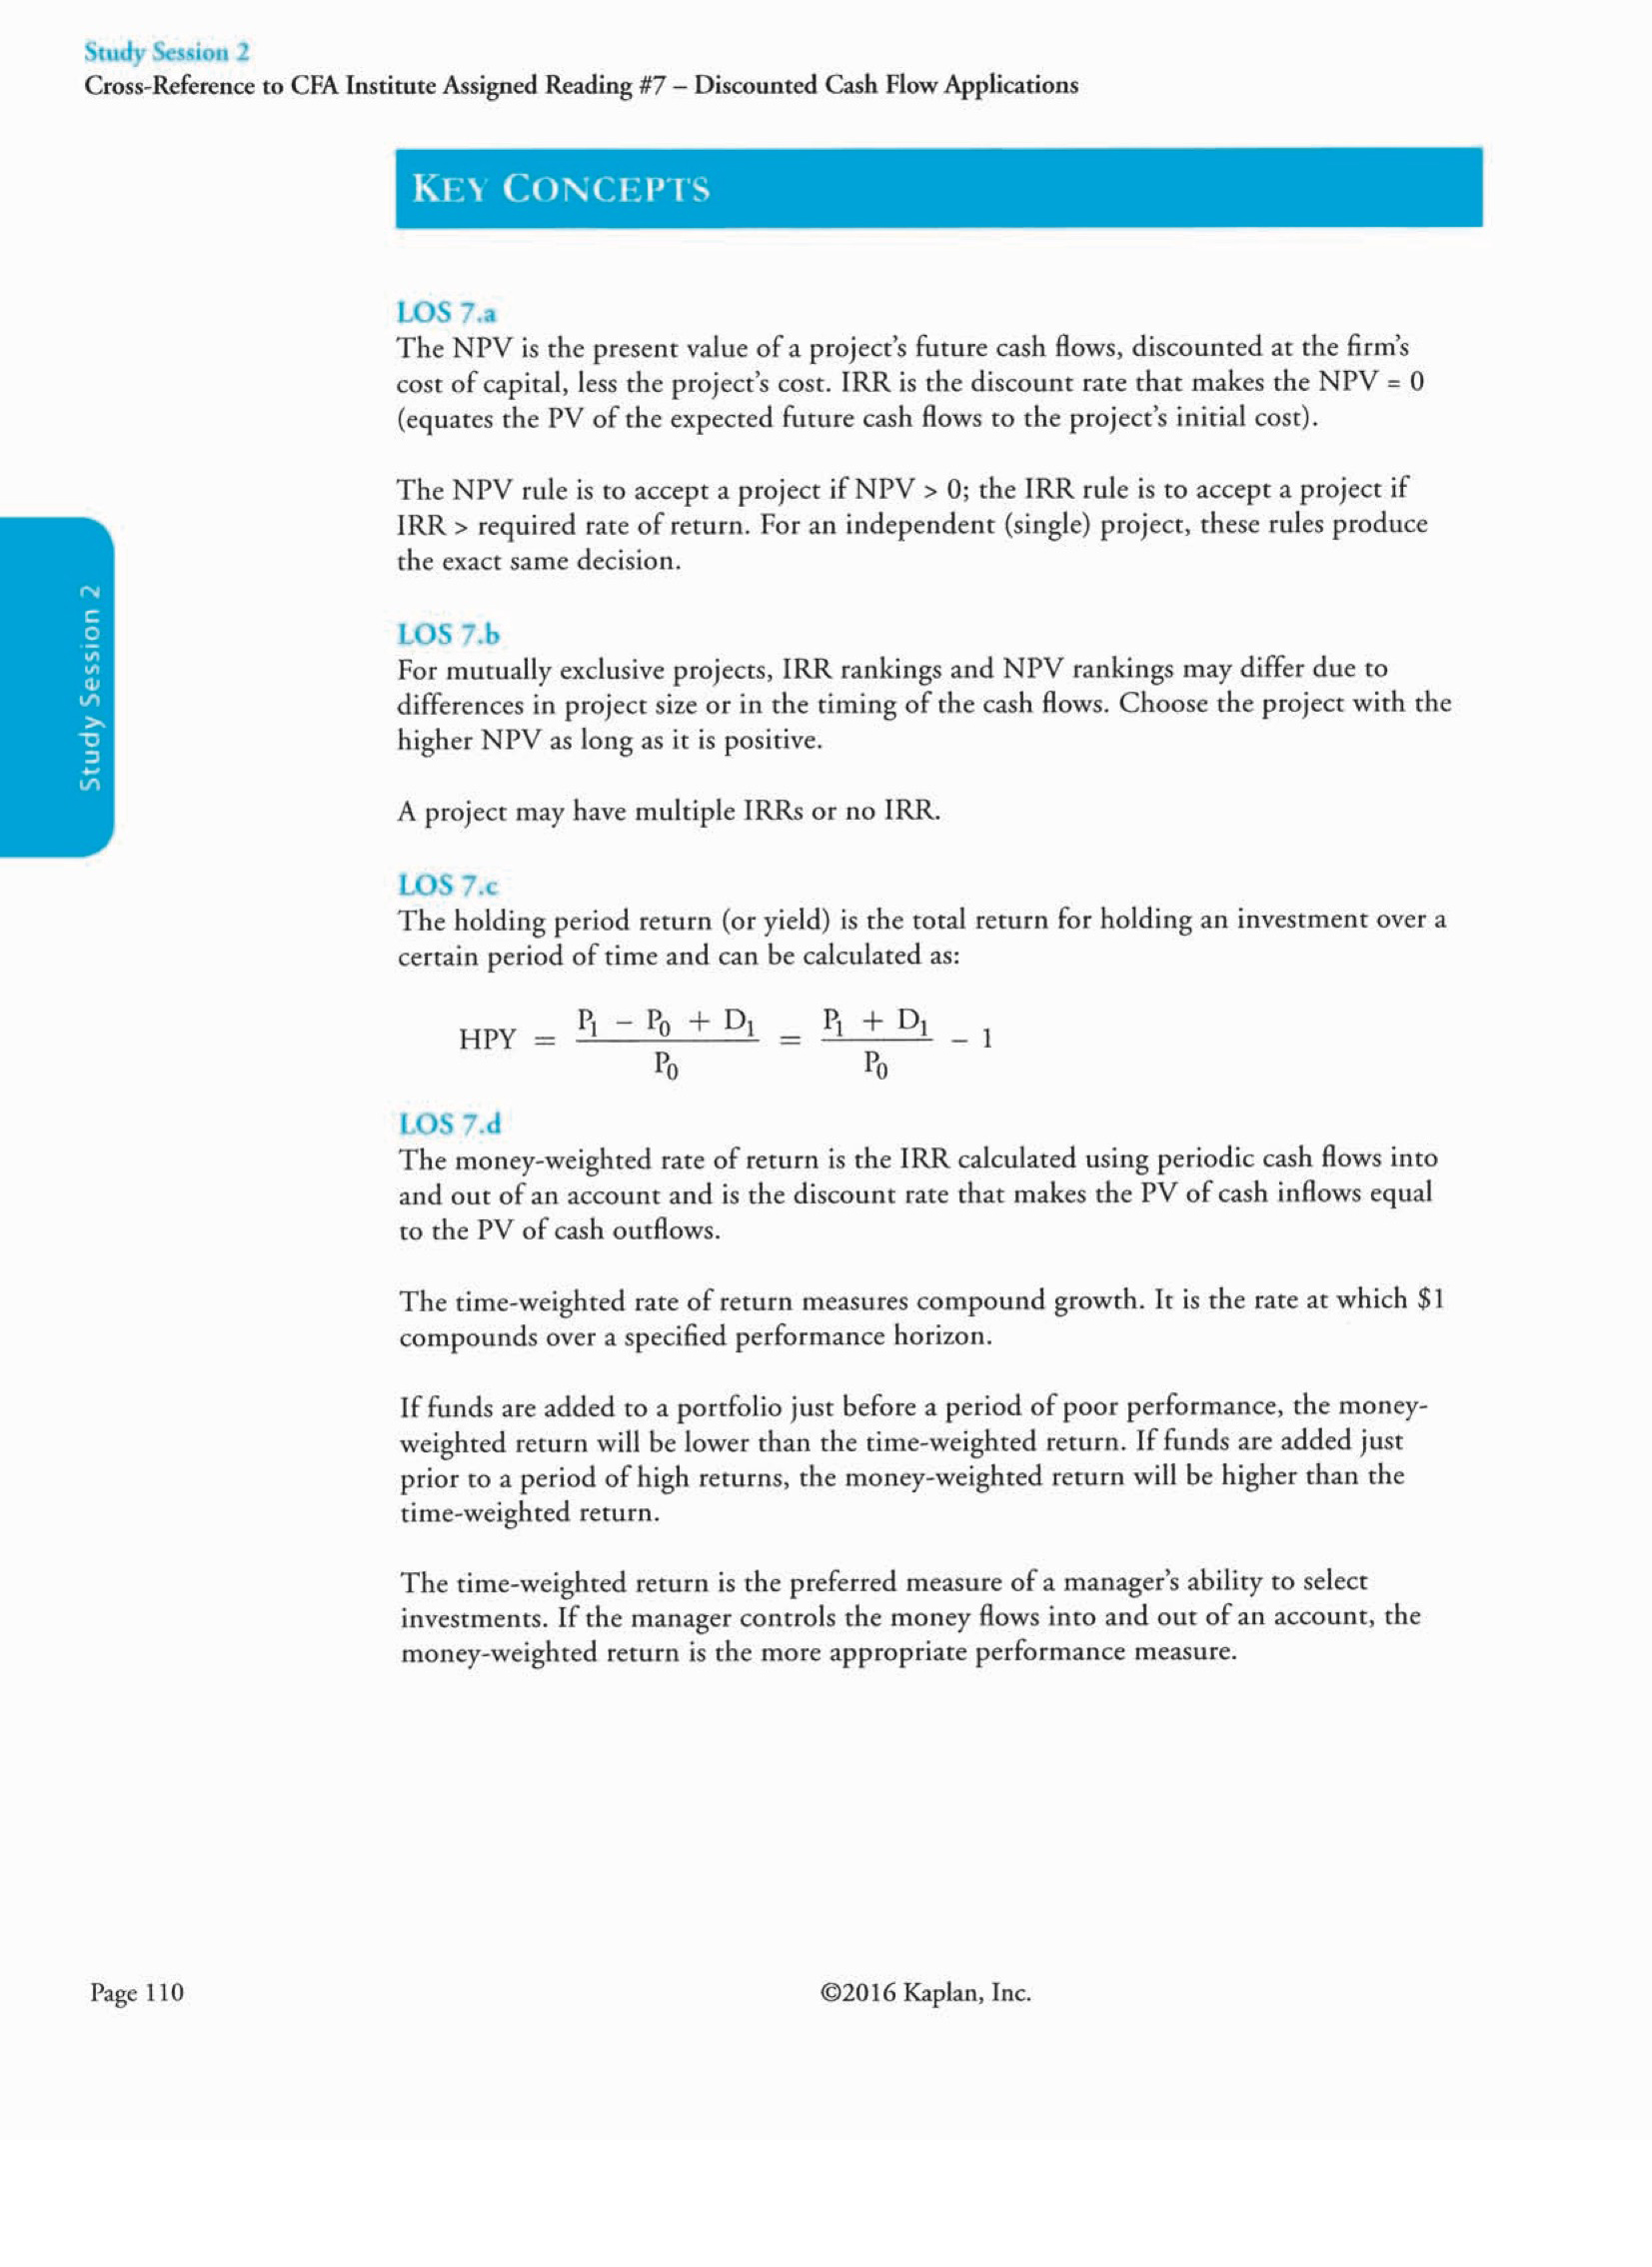 Study Session 2
Cross-Reference to CFA Institute Assigned Reading #7 – Discounted Cash Flow Applications
KEY CONCEPTS
LOS 7.a
The NPV is the present value of a project's future cash flows, discounted at the firm's
cost of capital, less the project's cost. IRR is the discount rate that makes the NPV = 0
(equates the PV of the expected future cash flows to the project's initial cost).
The NPV rule is to accept a project if NPV > 0; the IRR rule is to accept a project if
IRR > required rate of return. For an independent (single) project, these rules produce
the exact same decision.
Study Session 2
LOS 7.b
For mutually exclusive projects, IRR rankings and NPV rankings may differ due to
differences in project size or in the timing of the cash flows. Choose the project with the
higher NPV as long as it is positive.
A project may have multiple IRRs or no IRR.
LOS 7.c
The holding period return (or yield) is the total return for holding an investment over a
certain period of time and can be calculated as:
HPY = (P₁ − P₀ + D₁) / P₀ = (P₁ + D₁) / P₀ − 1
LOS 7.d
The money-weighted rate of return is the IRR calculated using periodic cash flows into
and out of an account and is the discount rate that makes the PV of cash inflows equal
to the PV of cash outflows.
The time-weighted rate of return measures compound growth. It is the rate at which $1
compounds over a specified performance horizon.
If funds are added to a portfolio just before a period of poor performance, the money-
weighted return will be lower than the time-weighted return. If funds are added just
prior to a period of high returns, the money-weighted return will be higher than the
time-weighted return.
The time-weighted return is the preferred measure of a manager's ability to select
investments. If the manager controls the money flows into and out of an account, the
money-weighted return is the more appropriate performance measure.
Page 110
©2016 Kaplan, Inc.